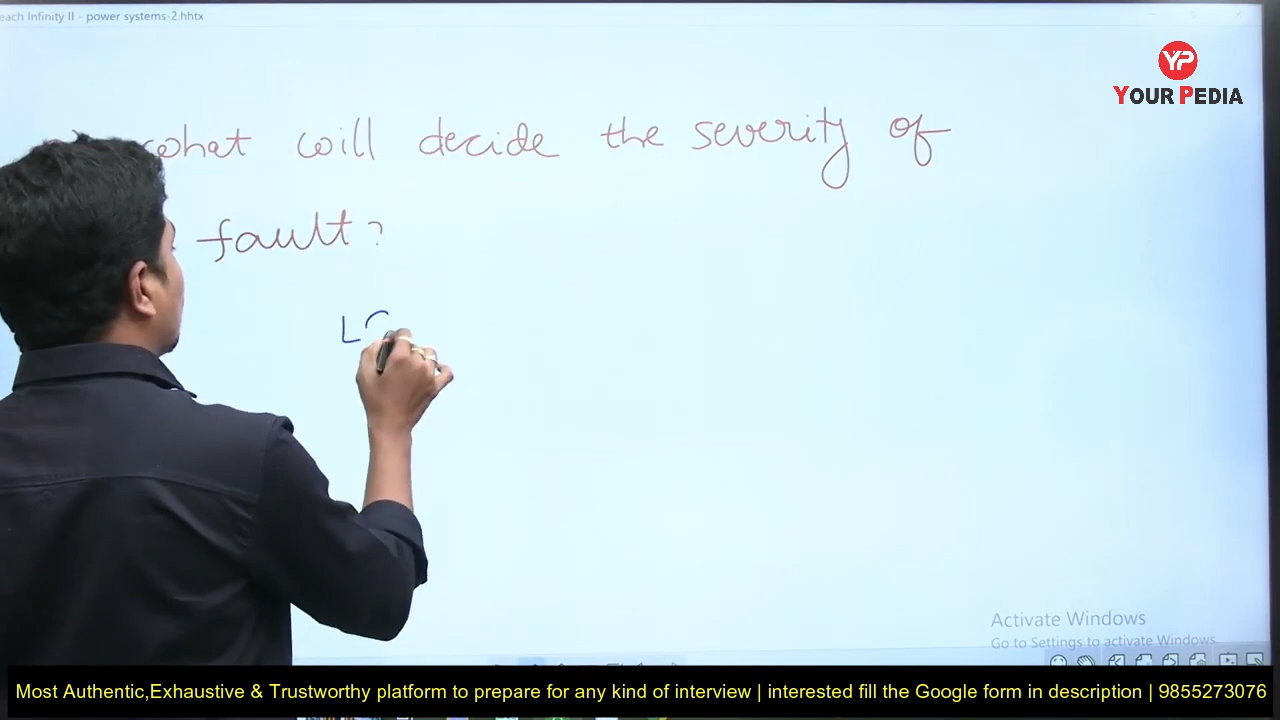 each Infinity II - power systems-2.hhtx
YP
YOUR PEDIA
what will decide the severity of
fault?
L
Activate Windows
Go to Settings to activate Windows.
Most Authentic,Exhaustive & Trustworthy platform to prepare for any kind of interview | interested fill the Google form in description | 9855273076